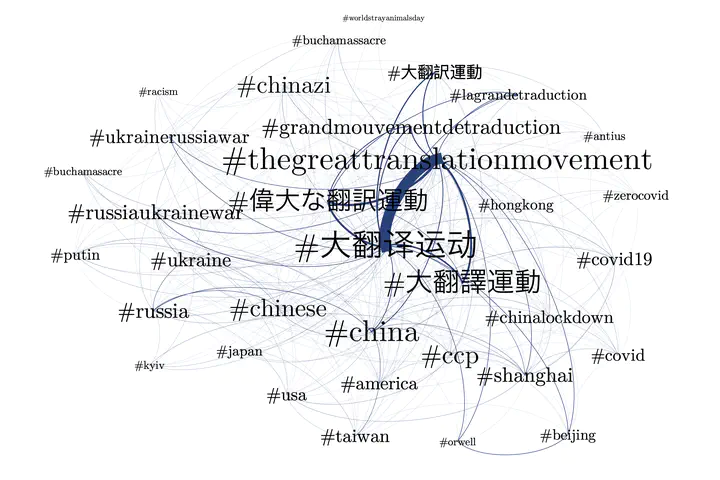 #worldstrayanimalsday
#buchamassacre
#大翻訳運動
#chinazi
#racism
#lagrandetraduction
#grandmouvementdetraduction
#ukrainerussiawar
#antius
#thegreattranslationmovement
#buchamassacre
#zerocovid
#偉大な翻訳運動
#hongkong
#russiaukrainewar
#大翻译运动
#putin
#ukraine
#covid19
#大翻譯運動
#russia
#chinese
#chinalockdown
#china
#japan
#ccp
#covid
#kyiv
#shanghai
#america
#usa
#taiwan
#orwell
#beijing